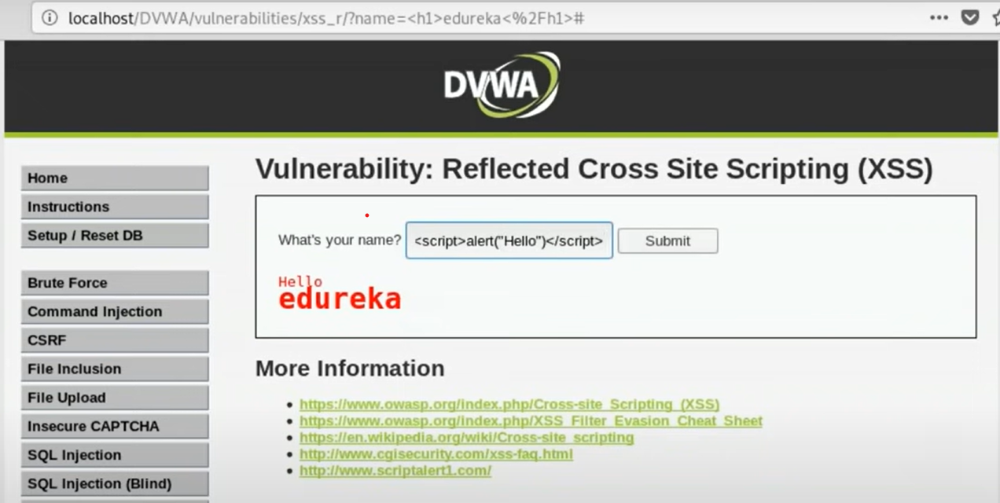 localhost/DVWA/vulnerabilities/xss_r/?name=<h1>edureka<%2Fh1>#
DVWA
Home
Instructions
Setup / Reset DB
Brute Force
Command Injection
CSRF
File Inclusion
File Upload
Insecure CAPTCHA
SQL Injection
SQL Injection (Blind)
Vulnerability: Reflected Cross Site Scripting (XSS)
What's your name? <script>alert("Hello")</script> Submit
Hello
edureka
More Information
https://www.owasp.org/index.php/Cross-site_Scripting_(XSS)
https://www.owasp.org/index.php/XSS_Filter_Evasion_Cheat_Sheet
https://en.wikipedia.org/wiki/Cross-site_scripting
http://www.cgisecurity.com/xss-faq.html
http://www.scriptalert1.com/